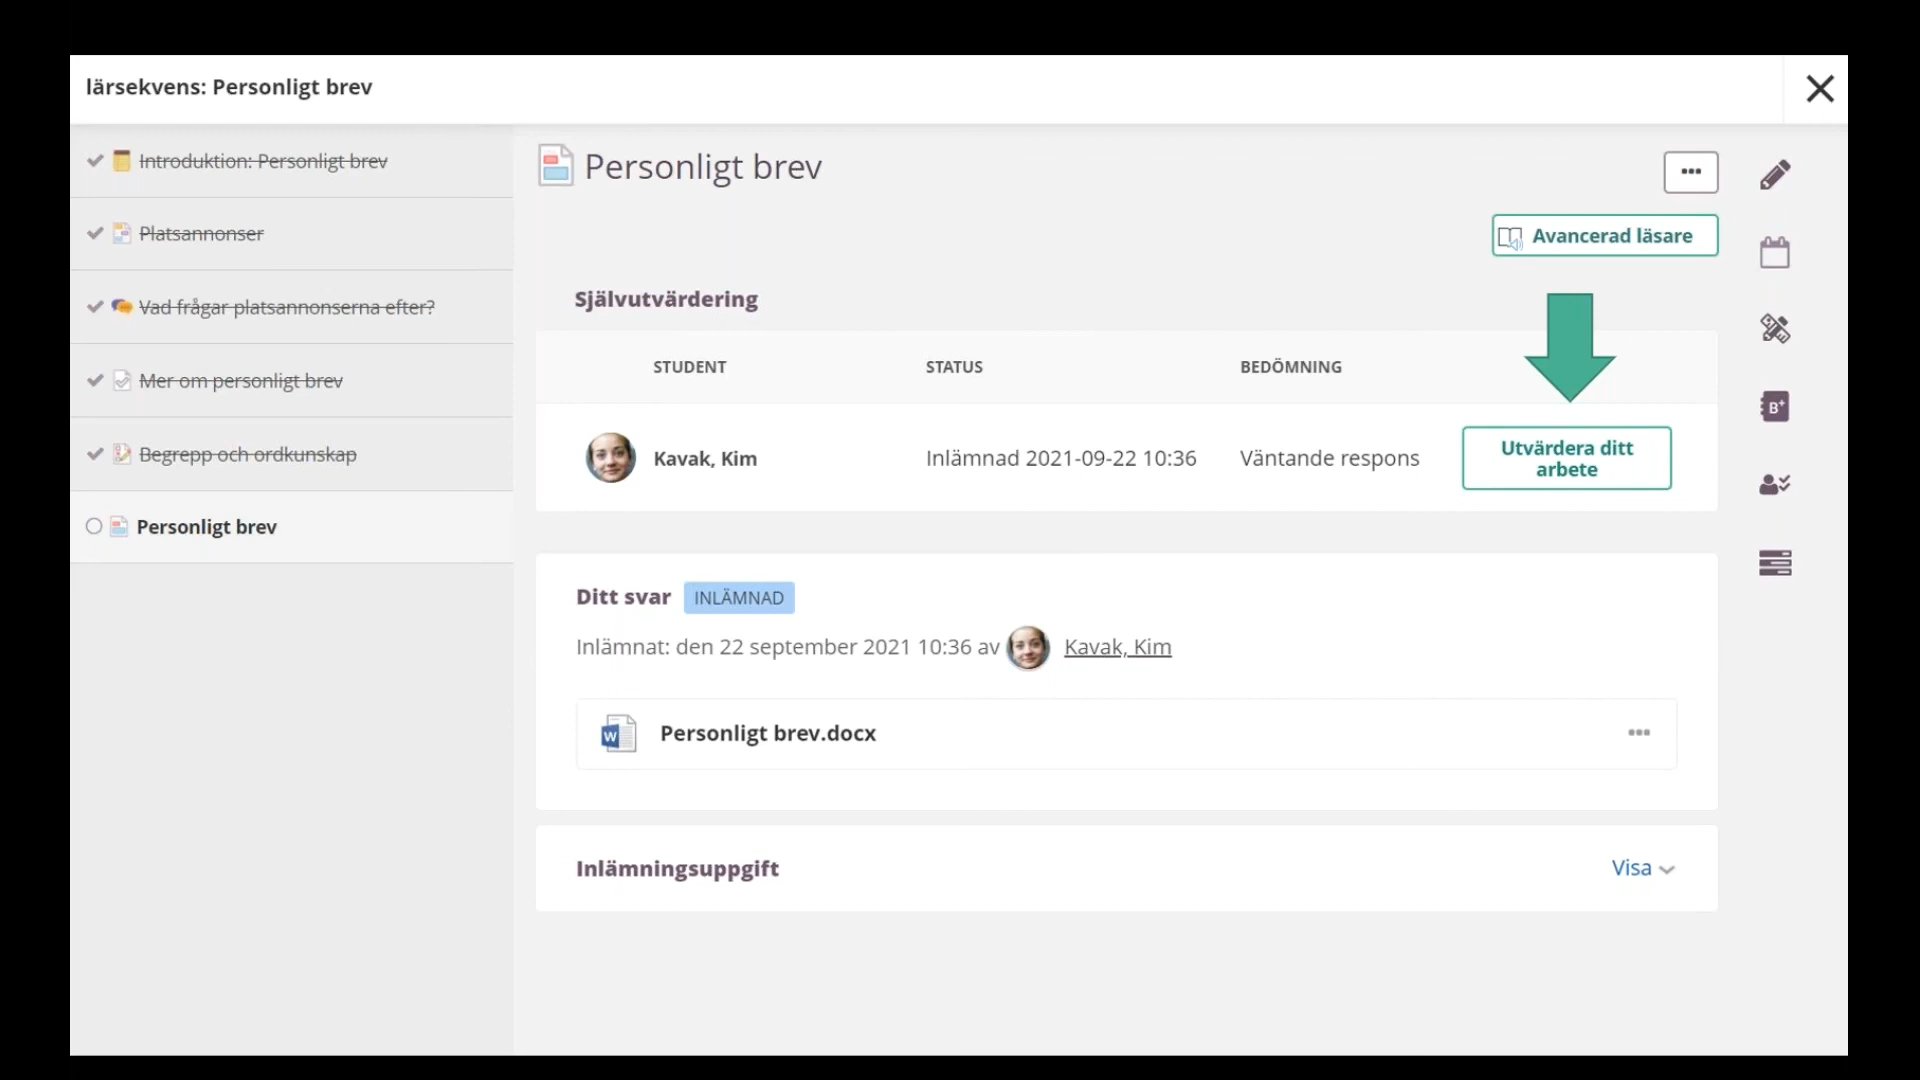 lärsekvens: Personligt brev
Introduktion: Personligt brev
Platsannonser
Vad frågar platsannonserna efter?
Mer om personligt brev
Begrepp och ordkunskap
Personligt brev
Personligt brev
Avancerad läsare
Självutvärdering
STUDENT STATUS BEDÖMNING
Kavak, Kim Inlämnad 2021-09-22 10:36 Väntande respons
Utvärdera ditt
arbete
Ditt svar INLÄMNAD
Inlämnat: den 22 september 2021 10:36 av Kavak, Kim
W Personligt brev.docx
Inlämningsuppgift Visa
B+